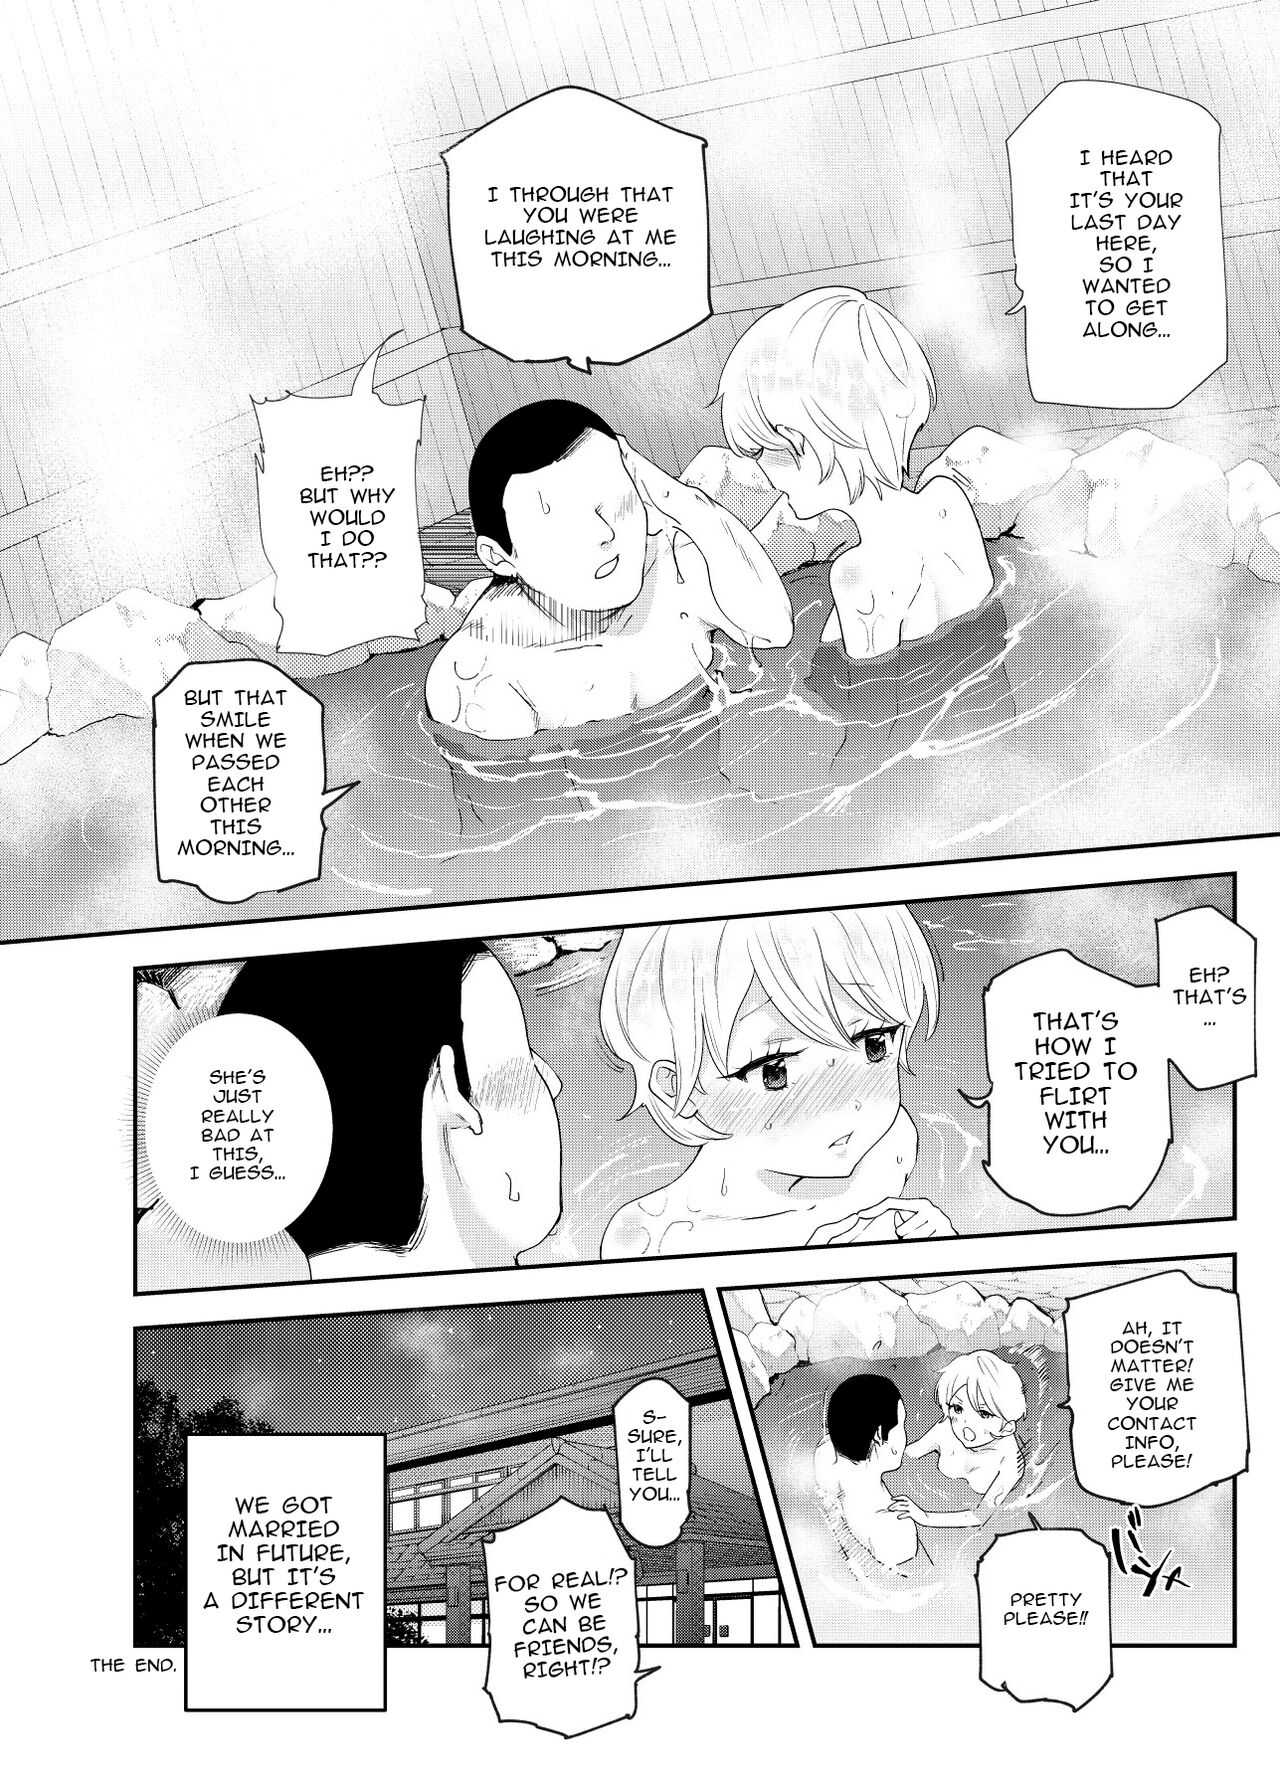 I HEARD
THAT
IT'S YOUR
LAST DAY
HERE,
SO I
WANTED
TO GET
ALONG...
I THROUGH THAT
YOU WERE
LAUGHING AT ME
THIS MORNING...
EH??
BUT WHY
WOULD
I DO
THAT??
BUT THAT
SMILE
WHEN WE
PASSED
EACH
OTHER
THIS
MORNING...
EH?
THAT'S
...
THAT'S
HOW I
TRIED TO
FLIRT
WITH
YOU...
SHE'S
JUST
REALLY
BAD AT
THIS,
I GUESS...
AH, IT
DOESN'T
MATTER!
GIVE ME
YOUR
CONTACT
INFO,
PLEASE!
PRETTY
PLEASE!!
S-
SURE,
I'LL
TELL
YOU...
FOR REAL!?
SO WE
CAN BE
FRIENDS,
RIGHT!?
WE GOT
MARRIED
IN FUTURE,
BUT IT'S
A DIFFERENT
STORY...
THE END.